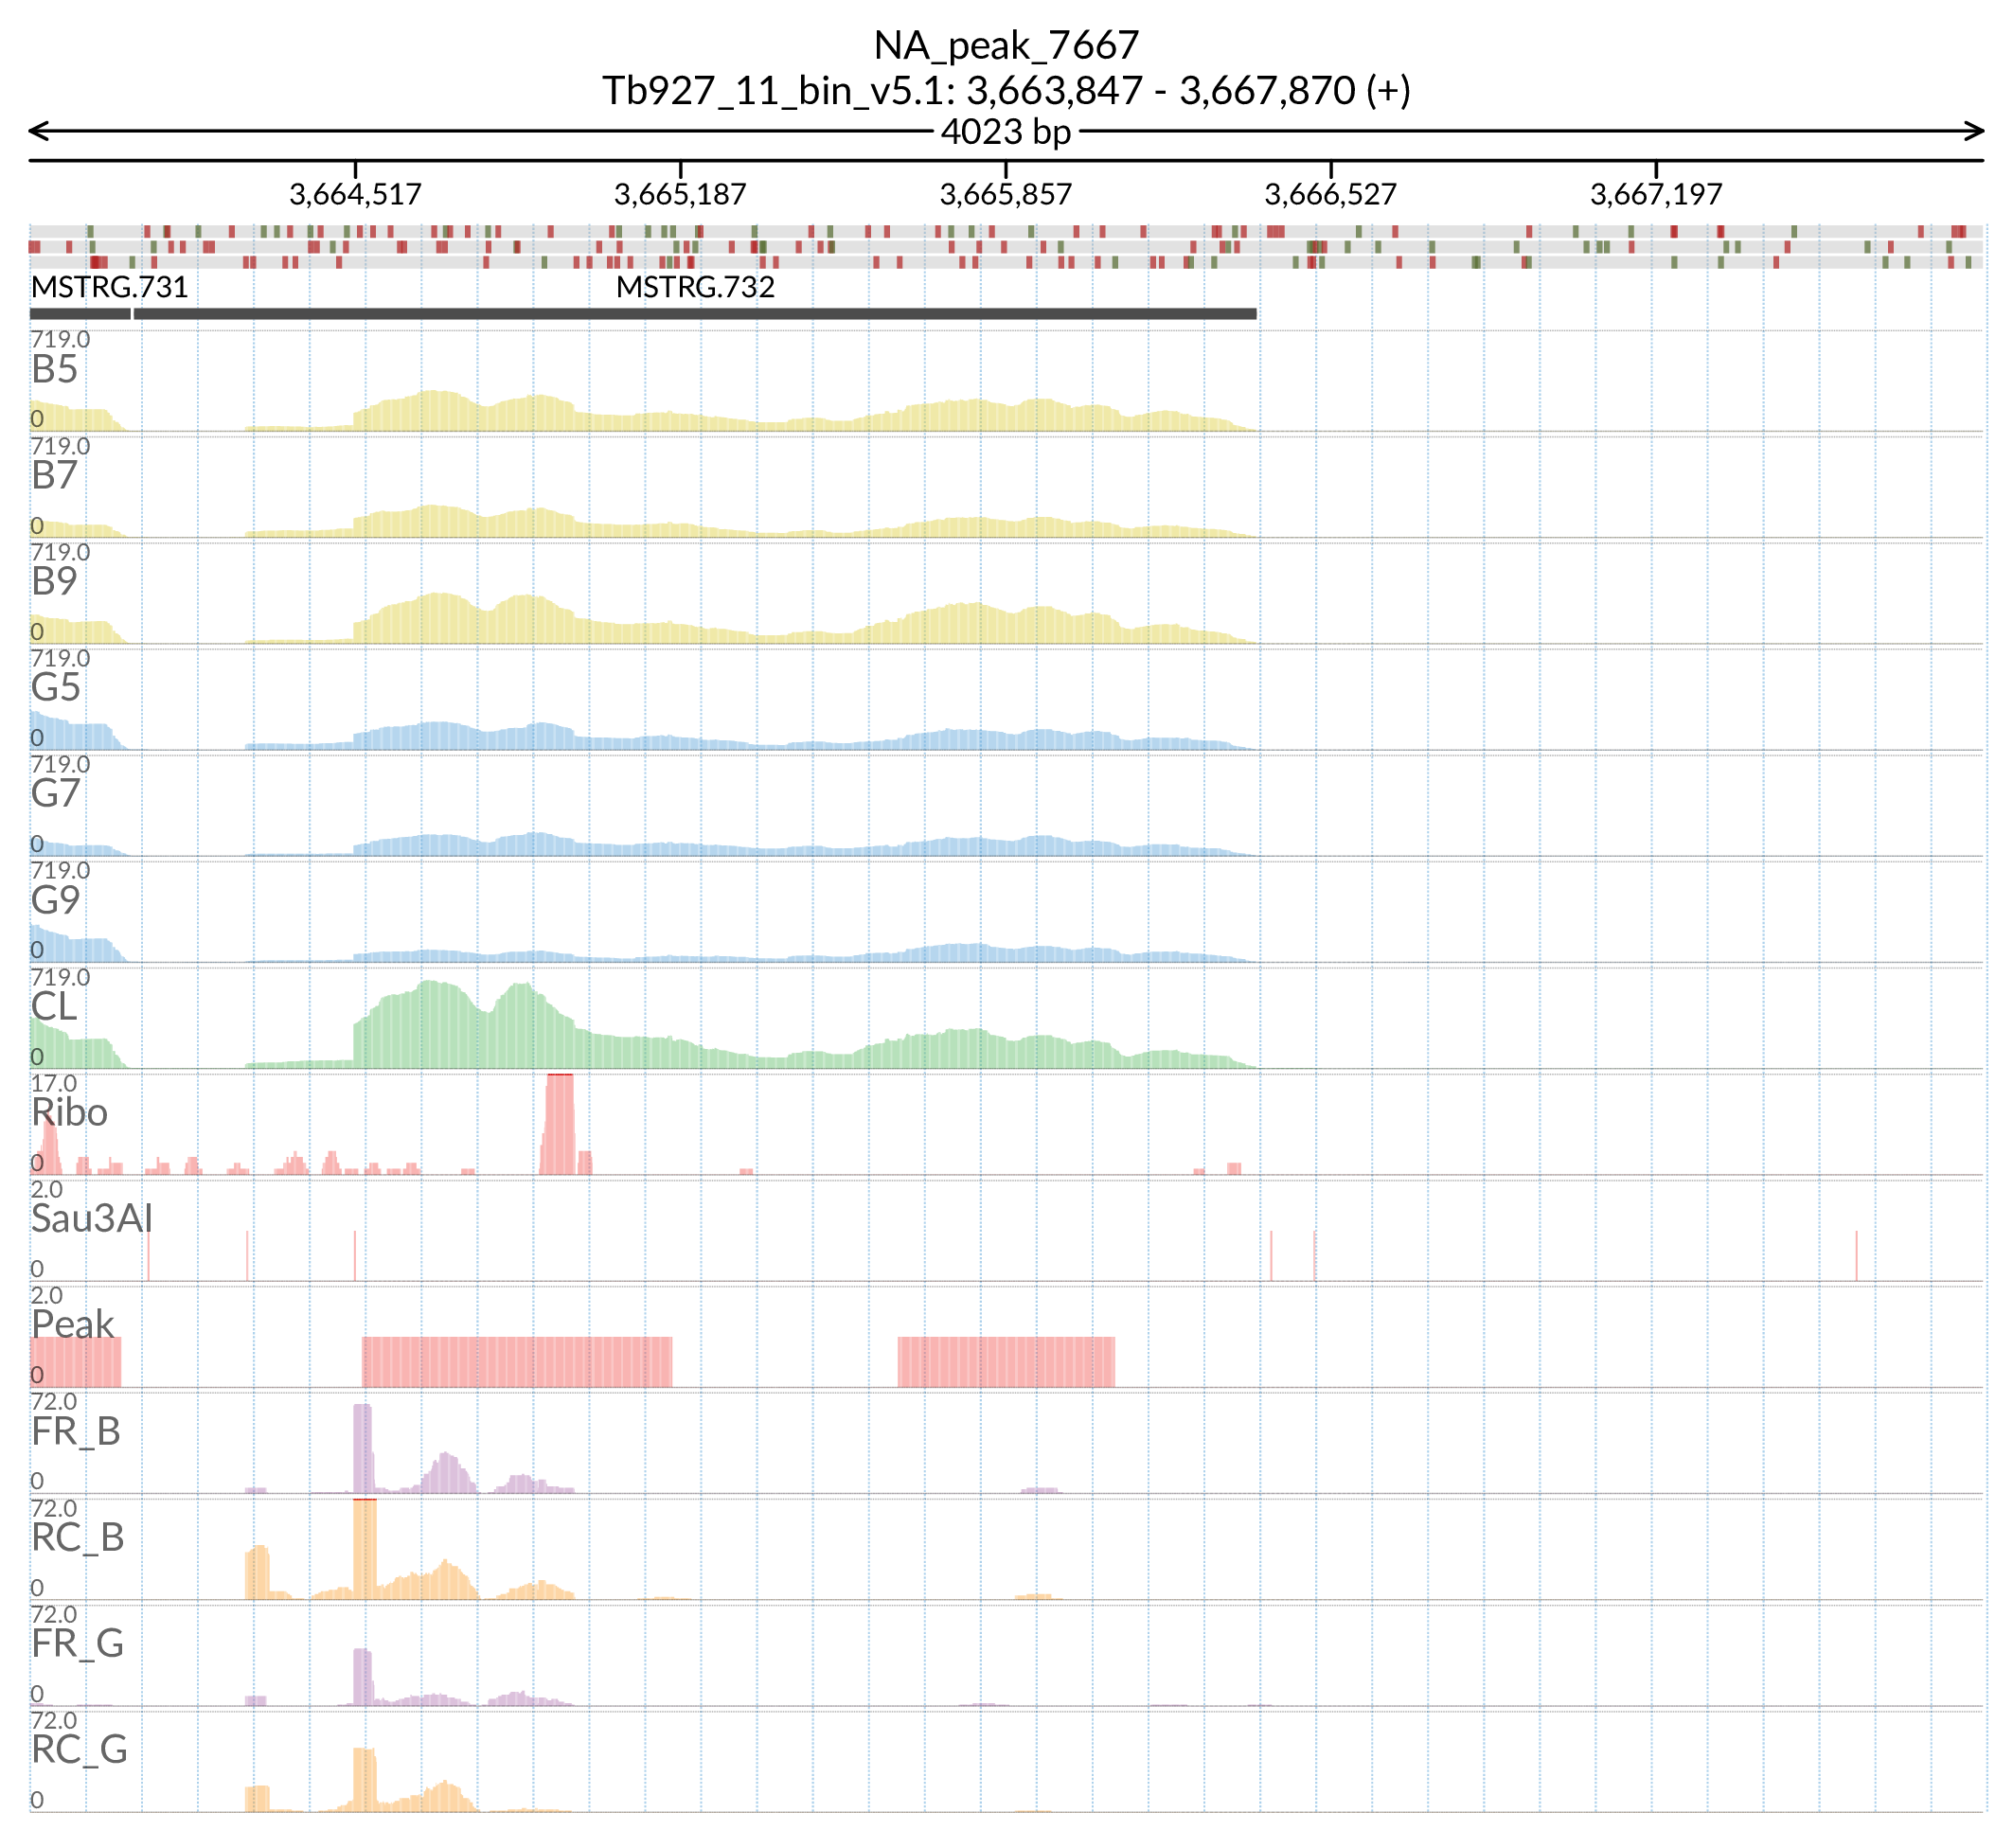 NA_peak_7667
Tb927_11_bin_v5.1: 3,663,847 - 3,667,870 (+)
4023 bp
3,664,517 3,665,187 3,665,857 3,666,527 3,667,197
MSTRG.731 MSTRG.732
719.0
B5
0
719.0
B7
0
719.0
B9
0
719.0
G5
0
719.0
G7
0
719.0
G9
0
719.0
CL
0
17.0
Ribo
0
2.0
Sau3AI
0
2.0
Peak
0
72.0
FR_B
0
72.0
RC_B
0
72.0
FR_G
0
72.0
RC_G
0